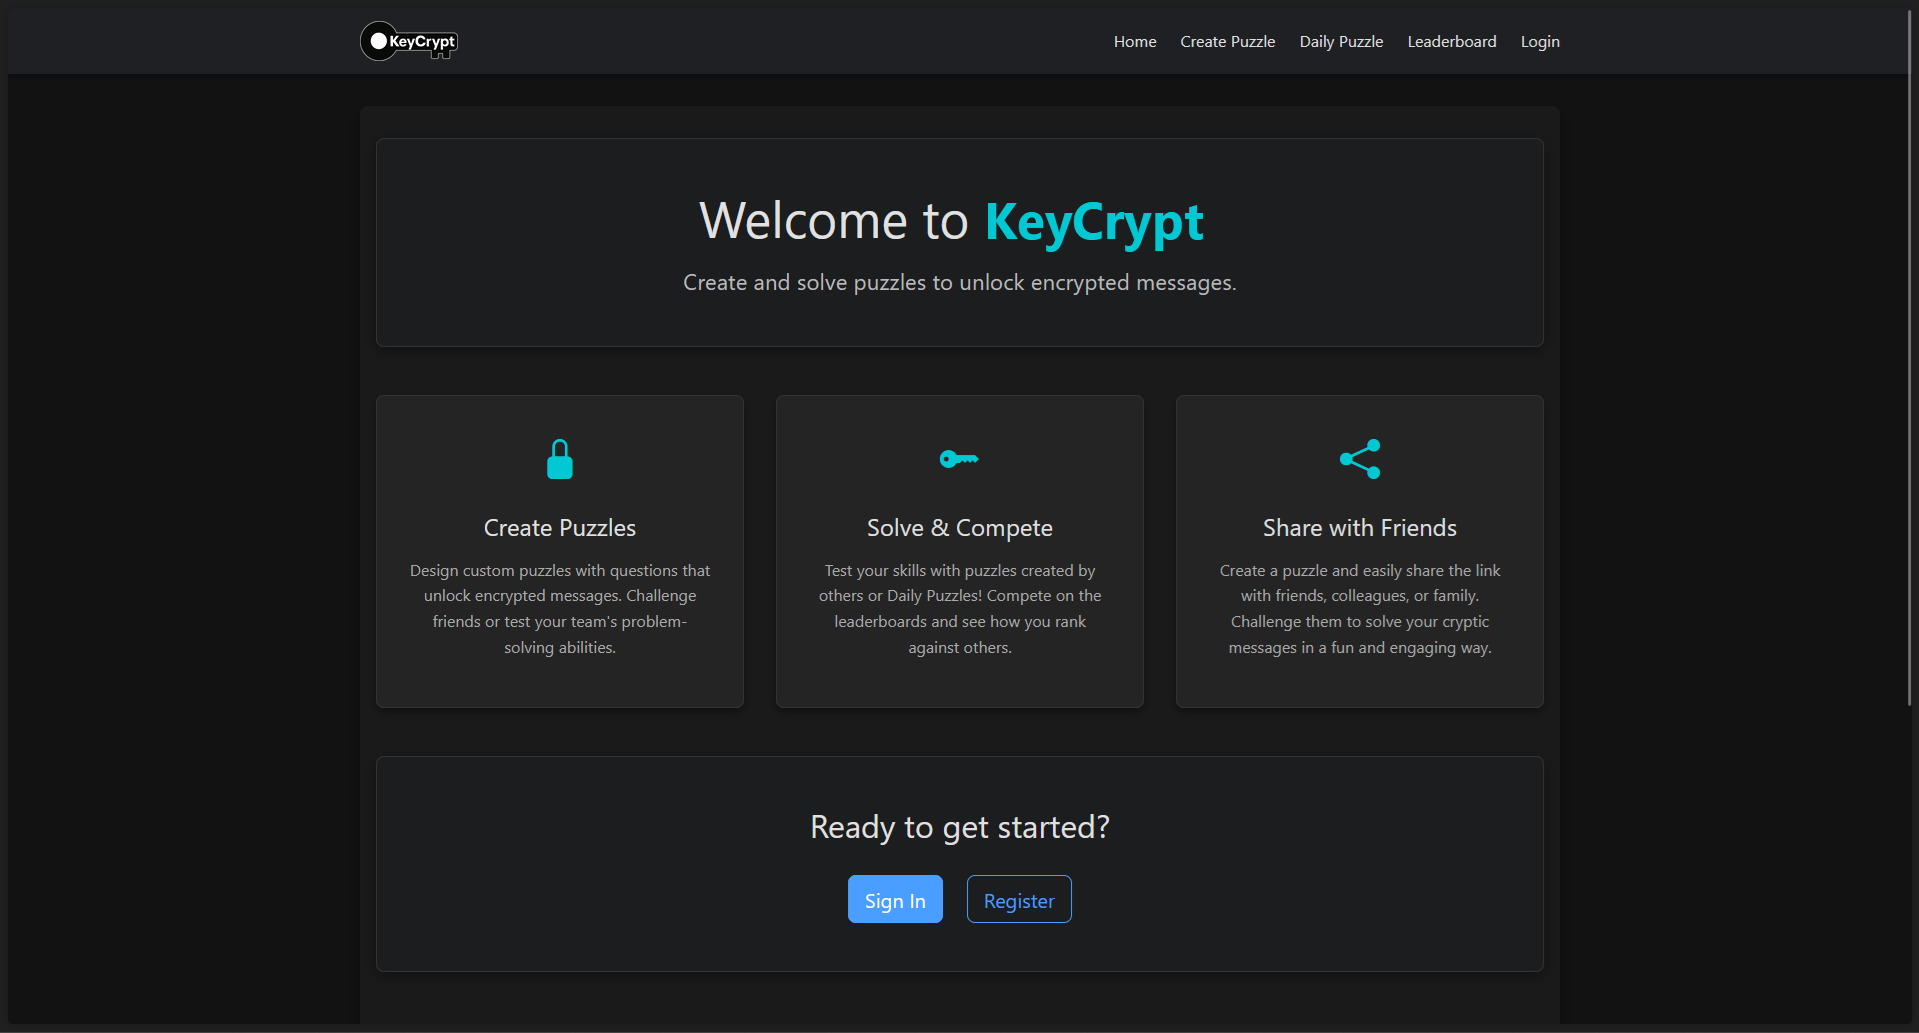 KeyCrypt
Home Create Puzzle Daily Puzzle Leaderboard Login
Welcome to KeyCrypt
Create and solve puzzles to unlock encrypted messages.
Create Puzzles
Design custom puzzles with questions that
unlock encrypted messages. Challenge
friends or test your team's problem-
solving abilities.
Solve & Compete
Test your skills with puzzles created by
others or Daily Puzzles! Compete on the
leaderboards and see how you rank
against others.
Share with Friends
Create a puzzle and easily share the link
with friends, colleagues, or family.
Challenge them to solve your cryptic
messages in a fun and engaging way.
Ready to get started?
Sign In Register